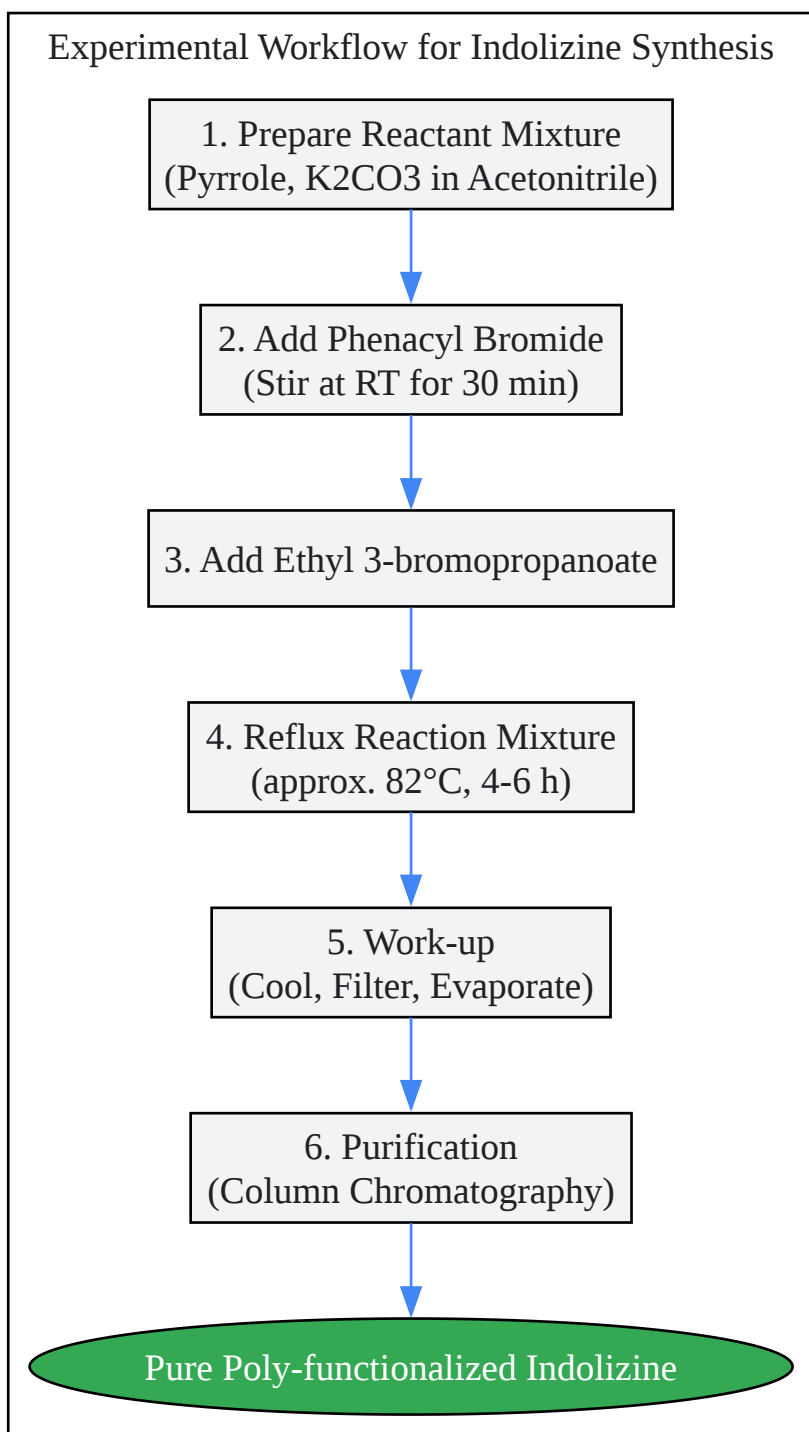 Experimental Workflow for Indolizine Synthesis
1. Prepare Reactant Mixture
(Pyrrole, K2CO3 in Acetonitrile)
2. Add Phenacyl Bromide
(Stir at RT for 30 min)
3. Add Ethyl 3-bromopropanoate
4. Reflux Reaction Mixture
(approx. 82°C, 4-6 h)
5. Work-up
(Cool, Filter, Evaporate)
6. Purification
(Column Chromatography)
Pure Poly-functionalized Indolizine